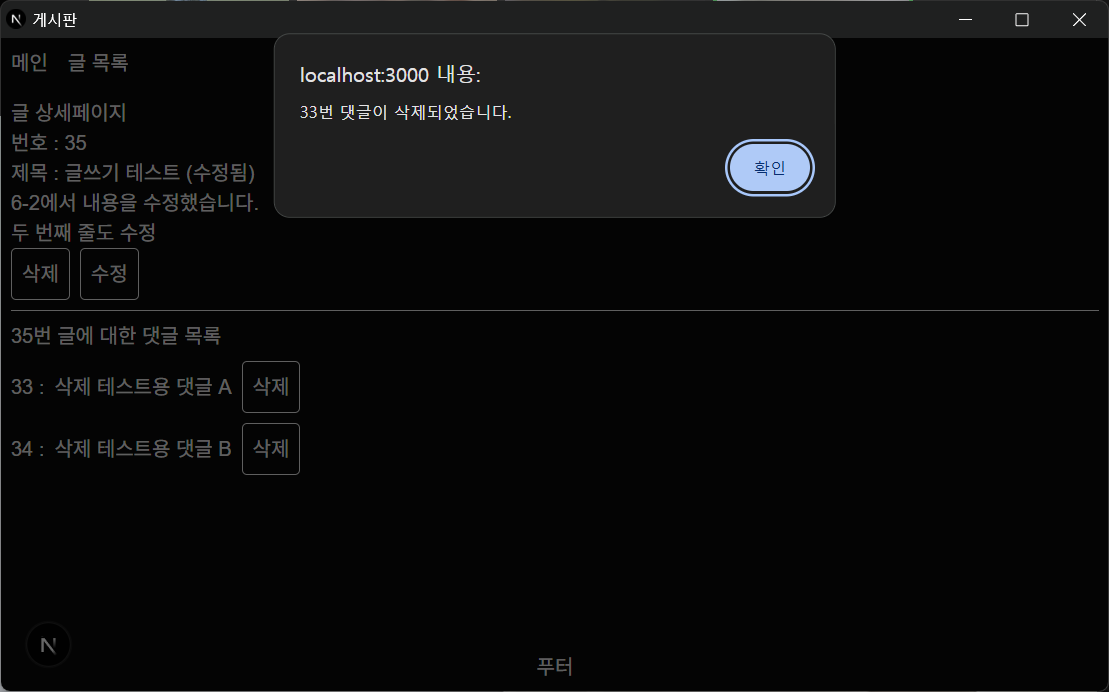 N 게시판
메인 글 목록
localhost:3000 내용:
33번 댓글이 삭제되었습니다.
확인
글 상세페이지
번호 : 35
제목 : 글쓰기 테스트 (수정됨)
6-2에서 내용을 수정했습니다.
두 번째 줄도 수정
삭제 수정
35번 글에 대한 댓글 목록
33 : 삭제 테스트용 댓글 A 삭제
34 : 삭제 테스트용 댓글 B 삭제
N
푸터